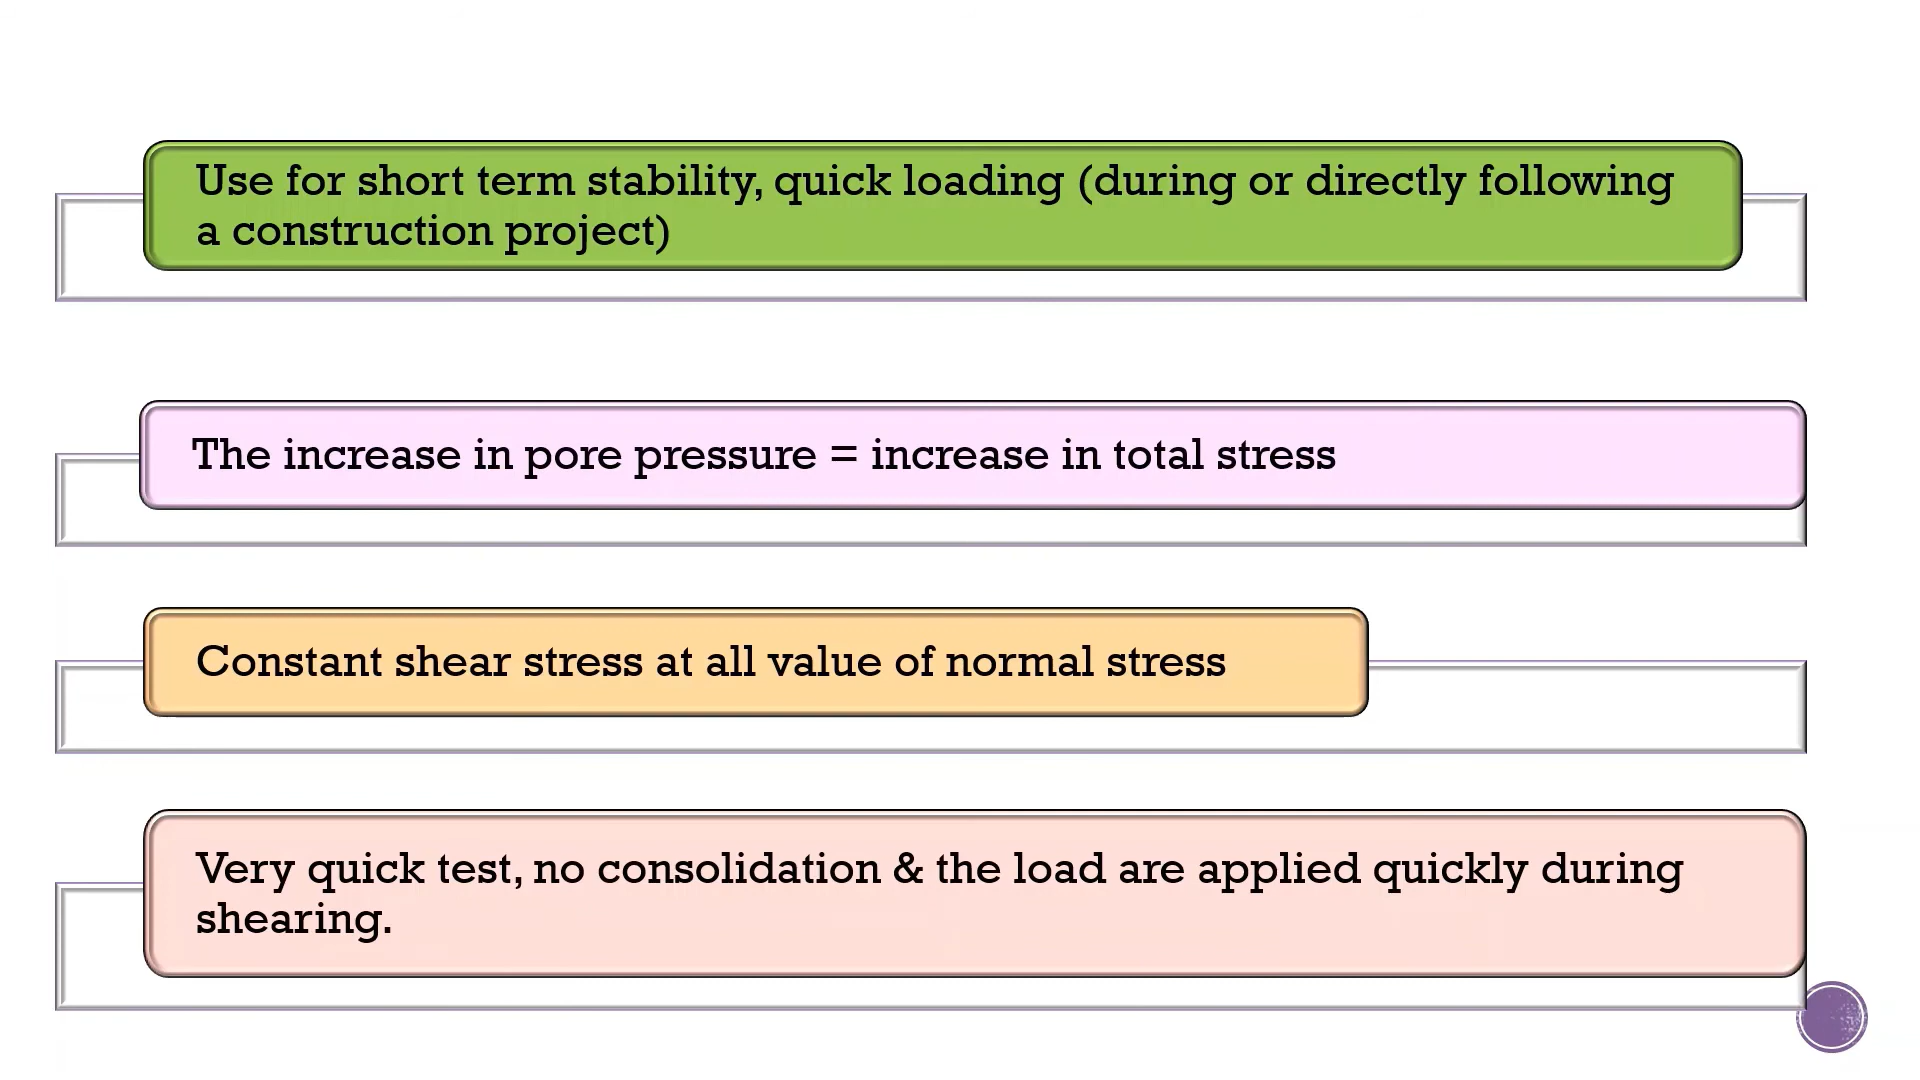 Use for short term stability, quick loading (during or directly following
a construction project)
The increase in pore pressure = increase in total stress
Constant shear stress at all value of normal stress
Very quick test, no consolidation & the load are applied quickly during
shearing.